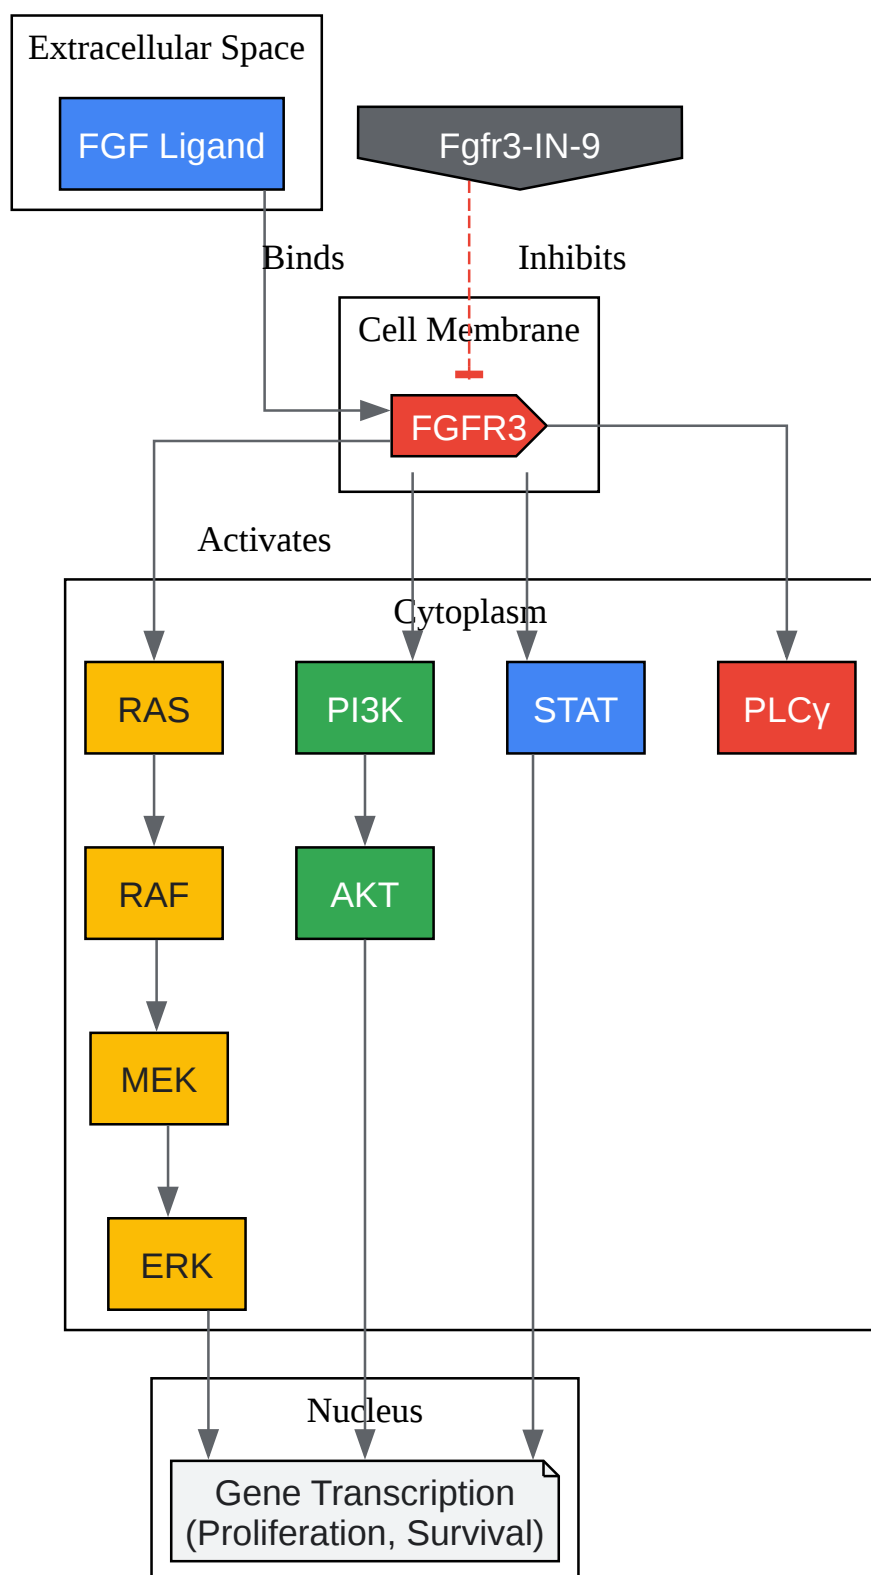 Extracellular Space
FGF Ligand
Fgfr3-IN-9
Binds
Inhibits
Cell Membrane
FGFR3
Activates
Cytoplasm
RAS
PI3K
STAT
PLCγ
RAF
AKT
MEK
ERK
Nucleus
Gene Transcription
(Proliferation, Survival)